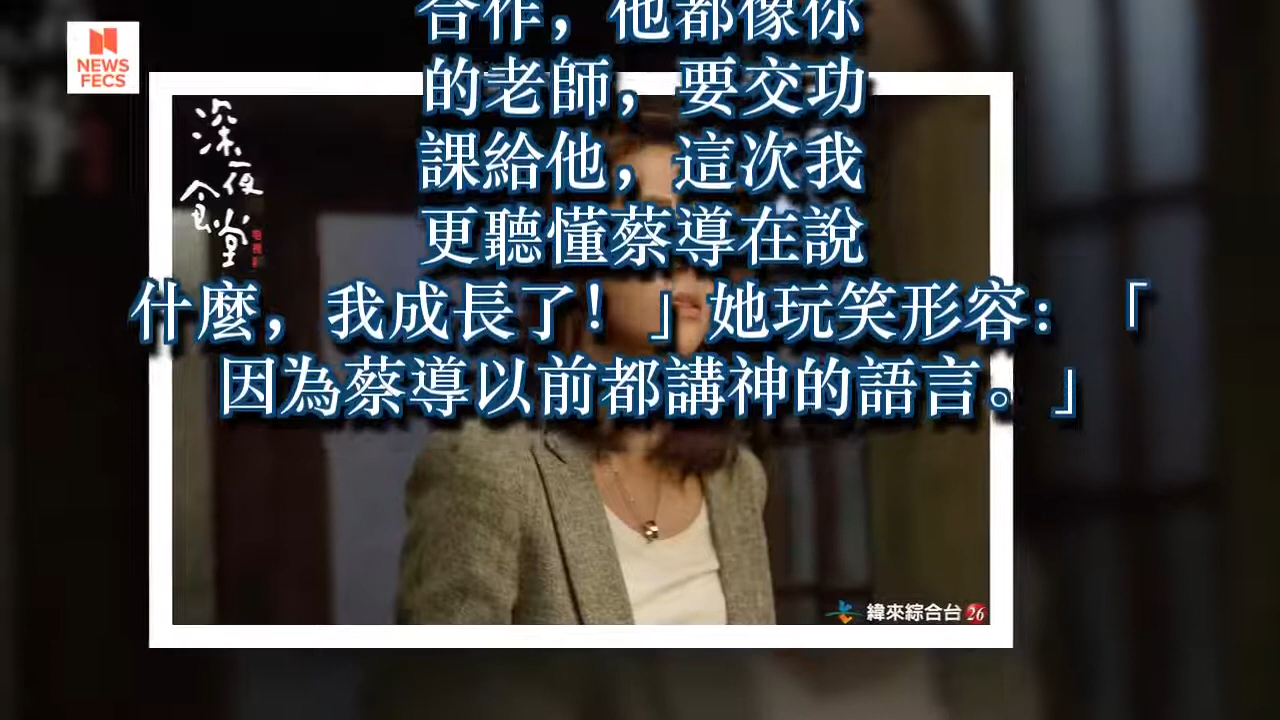 合作，他都像你
NEWS
FECS
的老師，要交功
課給他，這次我
更聽懂蔡導在說
什麼，我成長了！」她玩笑形容：「
因為蔡導以前都講神的語言。」
深夜食堂
緯來綜合台 26